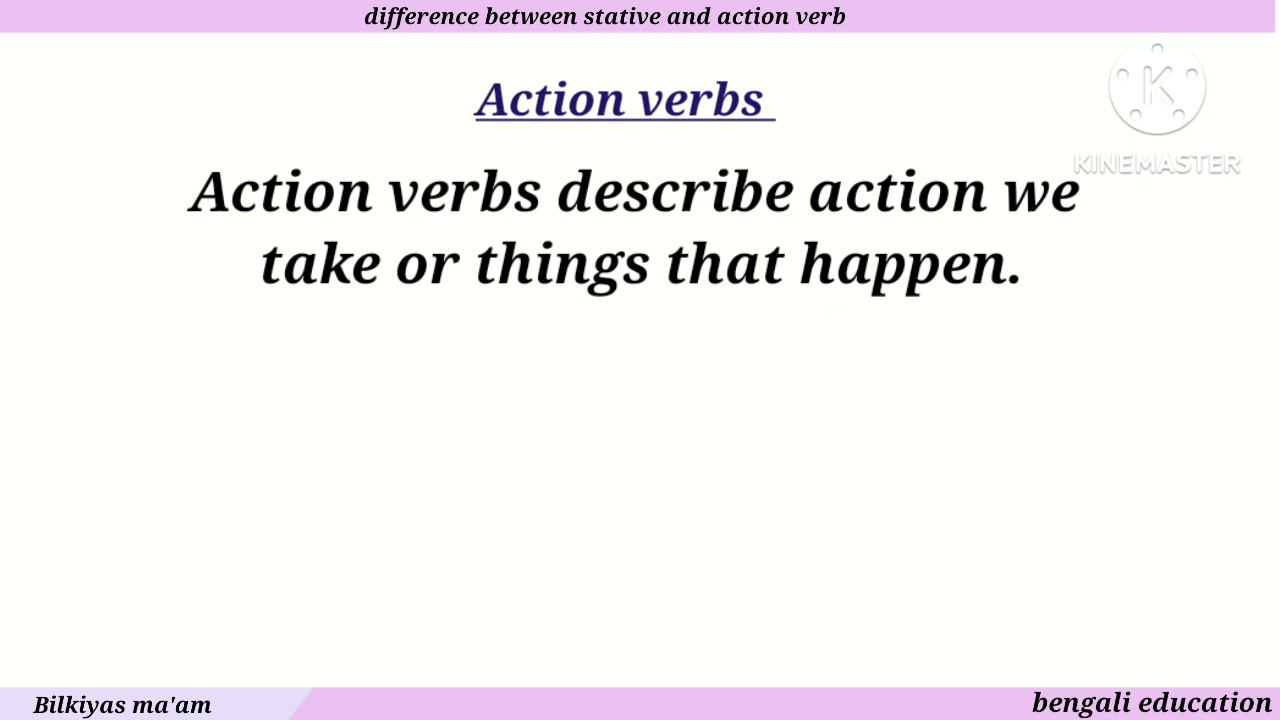 difference between stative and action verb
Action verbs
KINEMASTER
Action verbs describe action we
take or things that happen.
Bilkiyas ma'am
bengali education